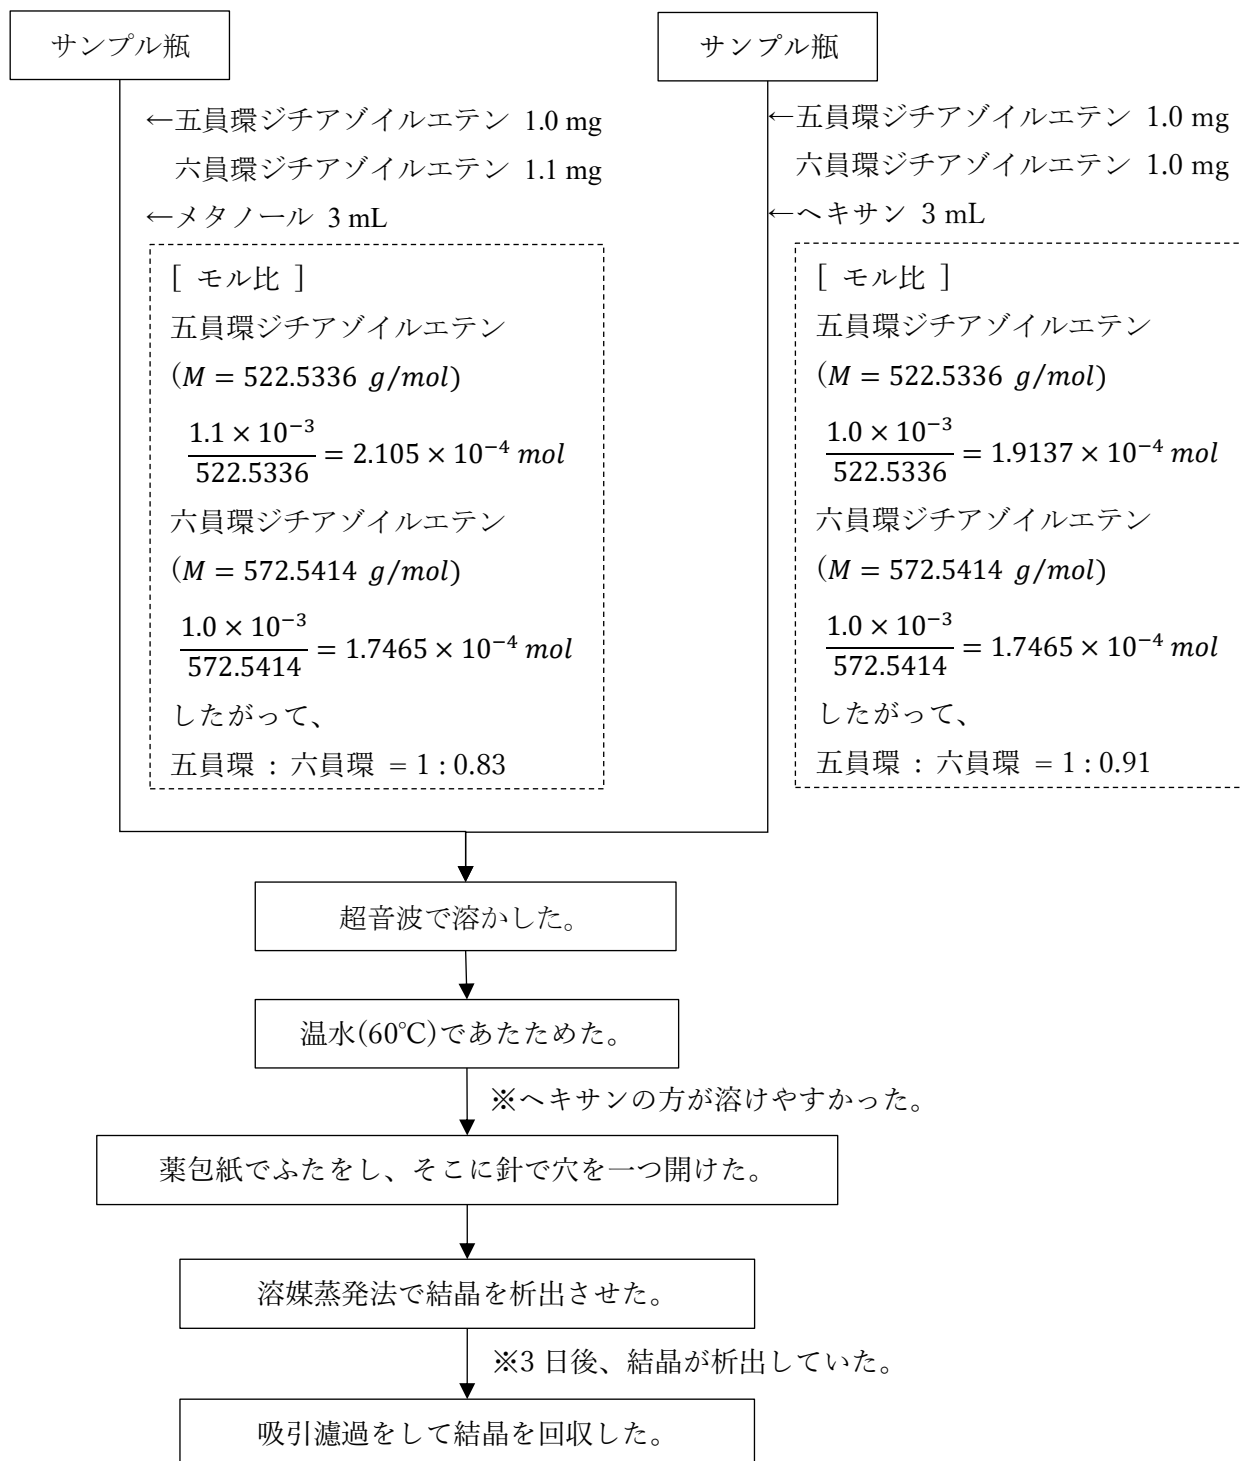 サンプル瓶
←五員環ジチアゾイルエテン 1.0 mg
六員環ジチアゾイルエテン 1.1 mg
←メタノール 3 mL
[ モル比 ]
五員環ジチアゾイルエテン
(M = 522.5336 g/mol)
1.1 × 10⁻³ / 522.5336 = 2.105 × 10⁻⁴ mol
六員環ジチアゾイルエテン
(M = 572.5414 g/mol)
1.0 × 10⁻³ / 572.5414 = 1.7465 × 10⁻⁴ mol
したがって、
五員環 : 六員環 = 1 : 0.83
サンプル瓶
←五員環ジチアゾイルエテン 1.0 mg
六員環ジチアゾイルエテン 1.0 mg
←ヘキサン 3 mL
[ モル比 ]
五員環ジチアゾイルエテン
(M = 522.5336 g/mol)
1.0 × 10⁻³ / 522.5336 = 1.9137 × 10⁻⁴ mol
六員環ジチアゾイルエテン
(M = 572.5414 g/mol)
1.0 × 10⁻³ / 572.5414 = 1.7465 × 10⁻⁴ mol
したがって、
五員環 : 六員環 = 1 : 0.91
超音波で溶かした。
温水(60℃)であたためた。
※ヘキサンの方が溶けやすかった。
薬包紙でふたをし、そこに針で穴を一つ開けた。
溶媒蒸発法で結晶を析出させた。
※3 日後、結晶が析出していた。
吸引濾過をして結晶を回収した。